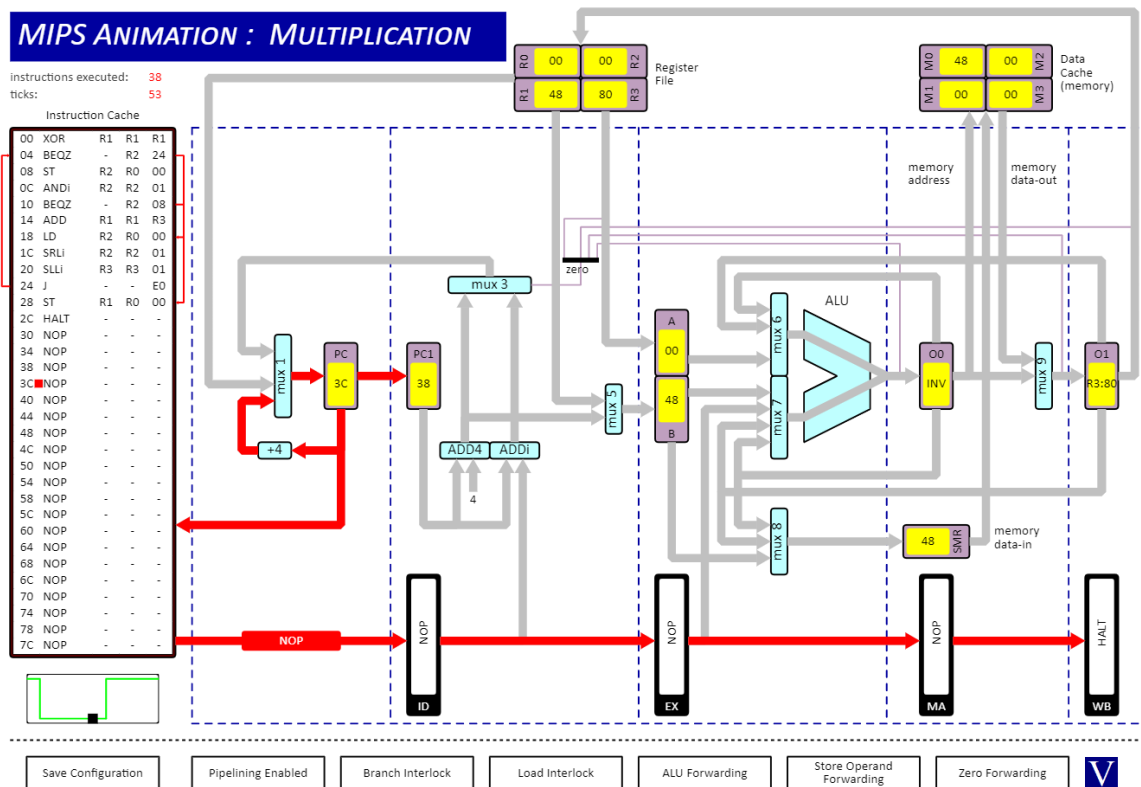 MIPS ANIMATION : MULTIPLICATION
instructions executed: 38
ticks: 53
Instruction Cache
00 XOR R1 R1 R1
04 BEQZ - R2 24
08 ST R2 R0 00
0C ANDi R2 R2 01
10 BEQZ - R2 08
14 ADD R1 R1 R3
18 LD R2 R0 00
1C SRLi R2 R2 01
20 SLLi R3 R3 01
24 J - - E0
28 ST R1 R0 00
2C HALT - - -
30 NOP - - -
34 NOP - - -
38 NOP - - -
3C NOP - - -
40 NOP - - -
44 NOP - - -
48 NOP - - -
4C NOP - - -
50 NOP - - -
54 NOP - - -
58 NOP - - -
5C NOP - - -
60 NOP - - -
64 NOP - - -
68 NOP - - -
6C NOP - - -
70 NOP - - -
74 NOP - - -
78 NOP - - -
7C NOP - - -
R0 00 00 R2
R1 48 80 R3
Register
File
M0 48 00 M2
M1 00 00 M3
Data
Cache
(memory)
memory
address
memory
data-out
zero
mux 3
mux 1
PC
3C
+4
PC1
38
ADD4 ADDi
4
mux 5
A
00
48
B
mux 6
mux 7
ALU
mux 8
O0
INV
mux 9
O1
R3:80
48 SMR
memory
data-in
NOP
NOP
ID
NOP
EX
NOP
MA
HALT
WB
Save Configuration
Pipelining Enabled
Branch Interlock
Load Interlock
ALU Forwarding
Store Operand
Forwarding
Zero Forwarding
V